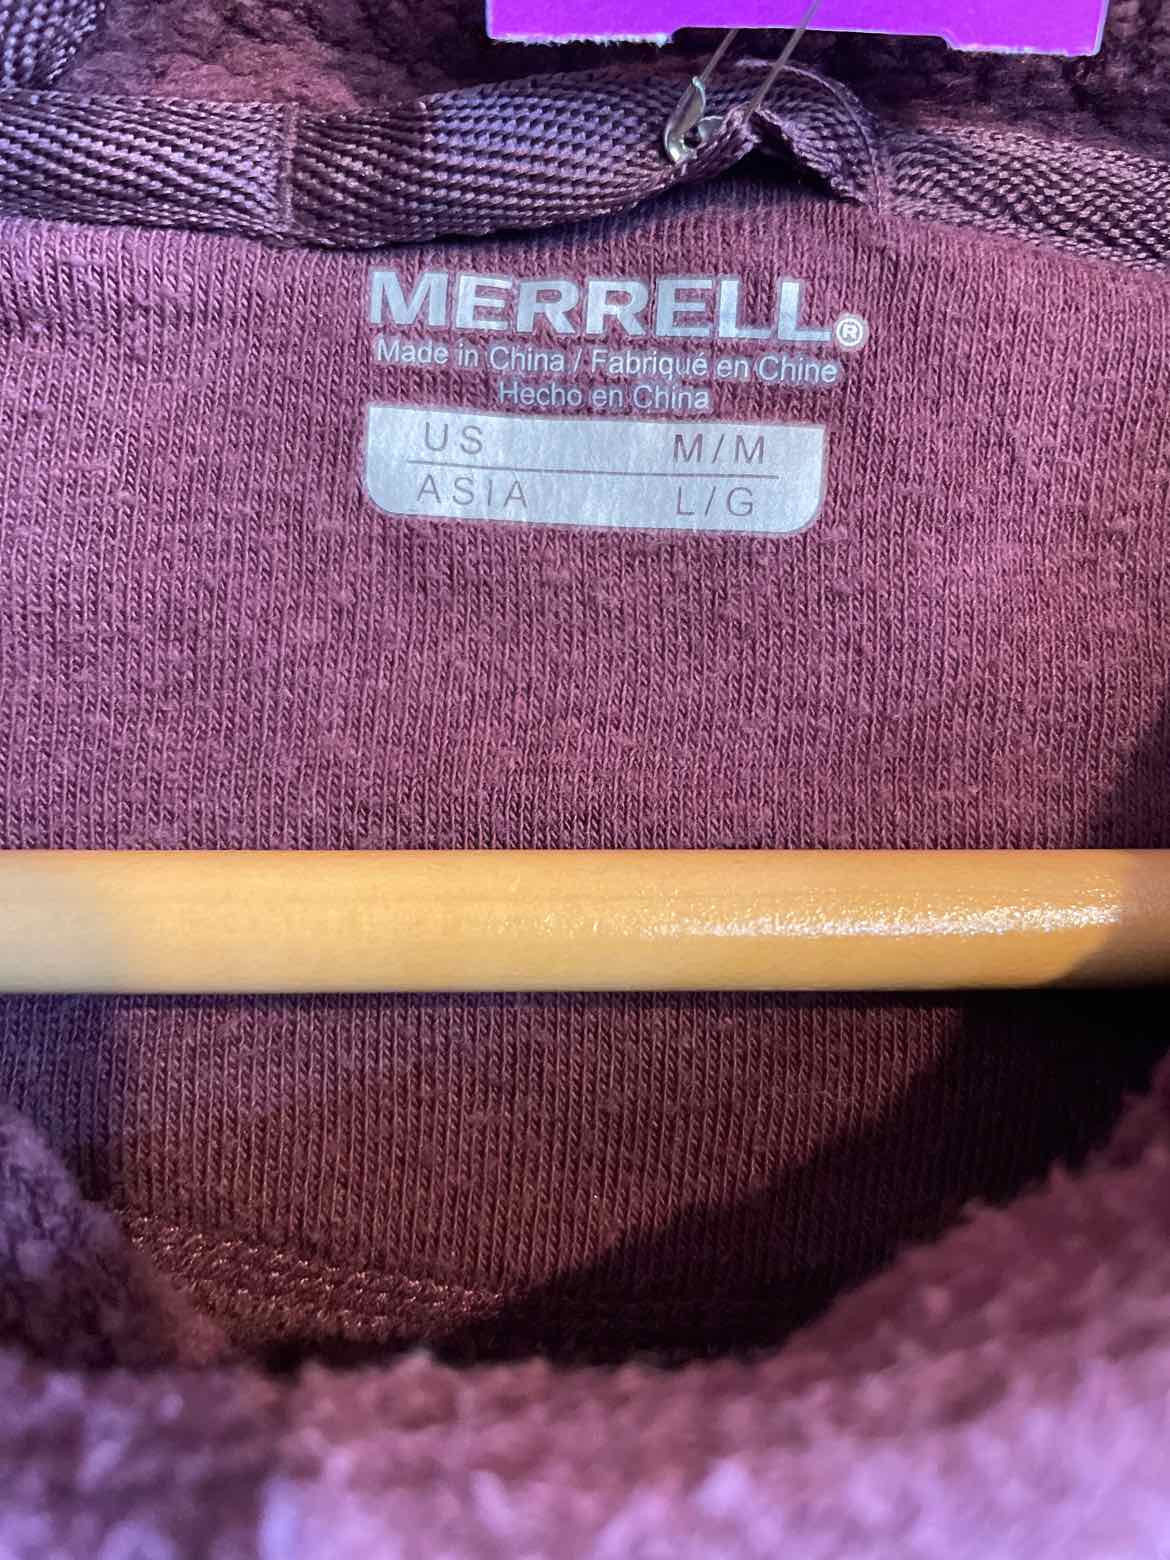 MERRELL®
Made in China / Fabriqué en Chine
Hecho en China
US M/M
ASIA L/G